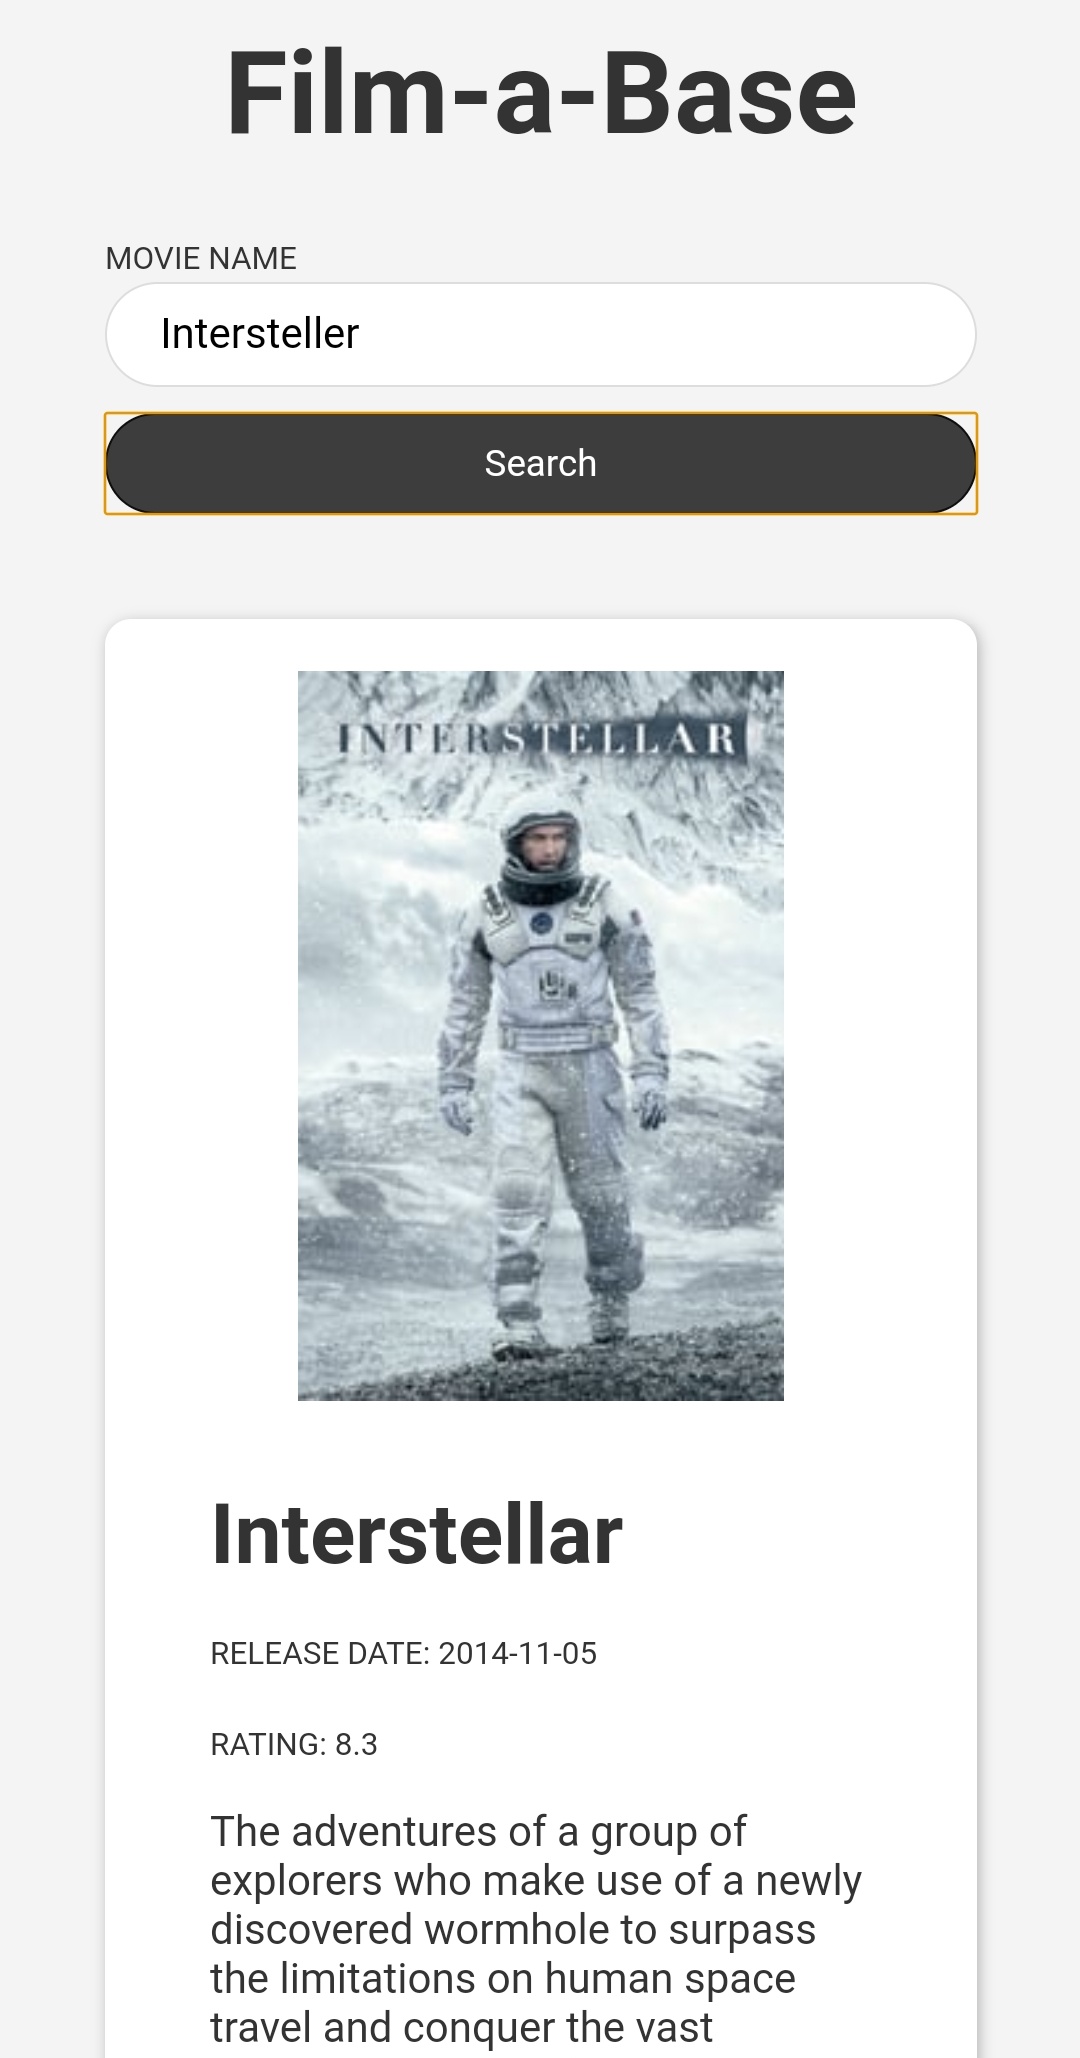 Film-a-Base
MOVIE NAME
Intersteller
Search
INTERSTELLAR
Interstellar
RELEASE DATE: 2014-11-05
RATING: 8.3
The adventures of a group of
explorers who make use of a newly
discovered wormhole to surpass
the limitations on human space
travel and conquer the vast